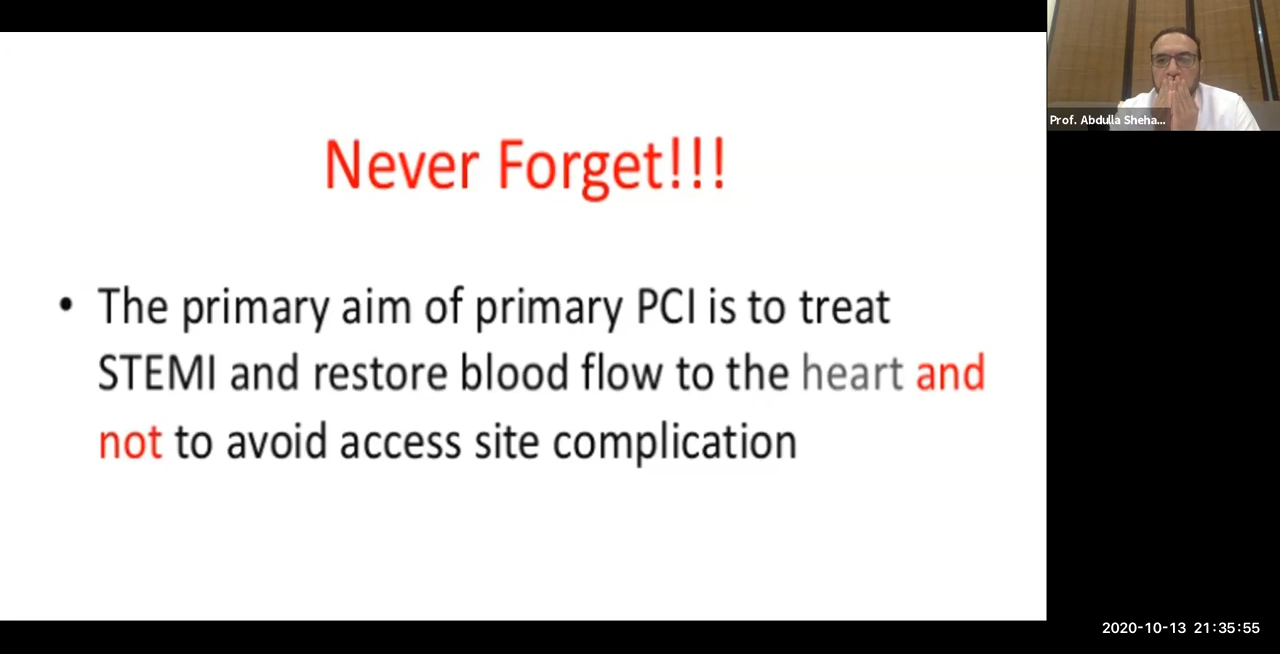 Never Forget!!!
• The primary aim of primary PCI is to treat
STEMI and restore blood flow to the heart and
not to avoid access site complication
Prof. Abdulla Sheha...
2020-10-13 21:35:55